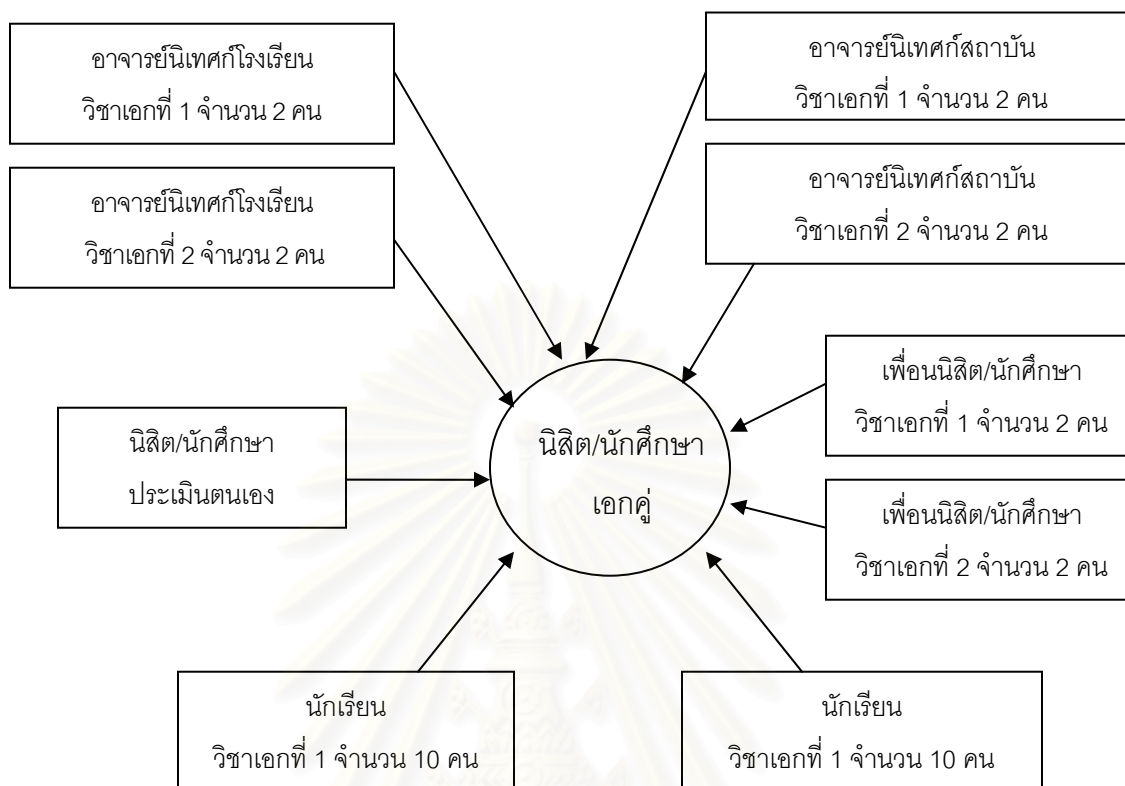 อาจารย์นิเทศก์โรงเรียน
วิชาเอกที่ 1 จำนวน 2 คน
อาจารย์นิเทศก์สถาบัน
วิชาเอกที่ 1 จำนวน 2 คน
อาจารย์นิเทศก์โรงเรียน
วิชาเอกที่ 2 จำนวน 2 คน
อาจารย์นิเทศก์สถาบัน
วิชาเอกที่ 2 จำนวน 2 คน
เพื่อนนิสิต/นักศึกษา
วิชาเอกที่ 1 จำนวน 2 คน
นิสิต/นักศึกษา
ประเมินตนเอง
นิสิต/นักศึกษา
เอกคู่
เพื่อนนิสิต/นักศึกษา
วิชาเอกที่ 2 จำนวน 2 คน
นักเรียน
วิชาเอกที่ 1 จำนวน 10 คน
นักเรียน
วิชาเอกที่ 1 จำนวน 10 คน